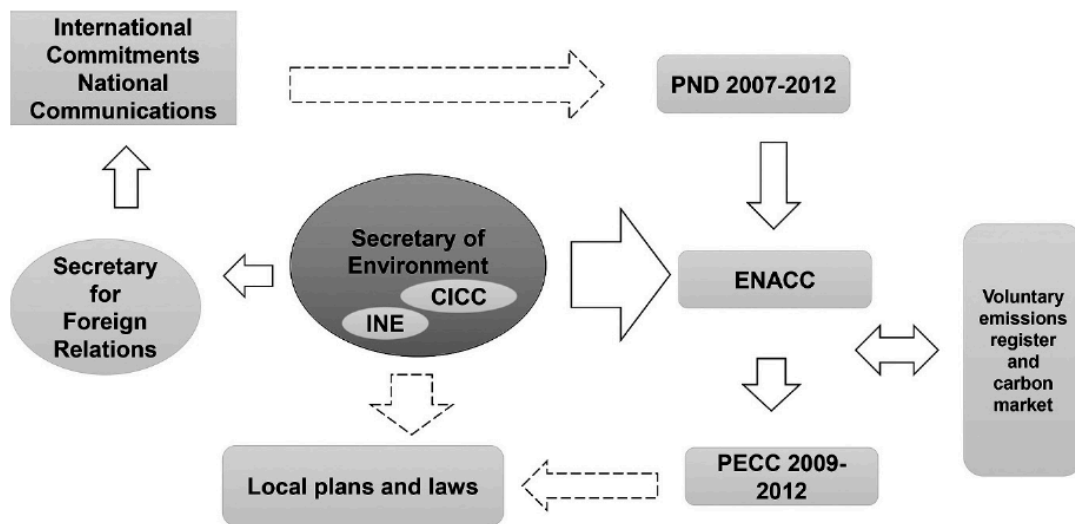 International
Commitments
National
Communications
PND 2007-2012
Secretary of
Environment
CICC
INE
Secretary
for
Foreign
Relations
ENACC
Voluntary
emissions
register
and
carbon
market
Local plans and laws
PECC 2009-
2012